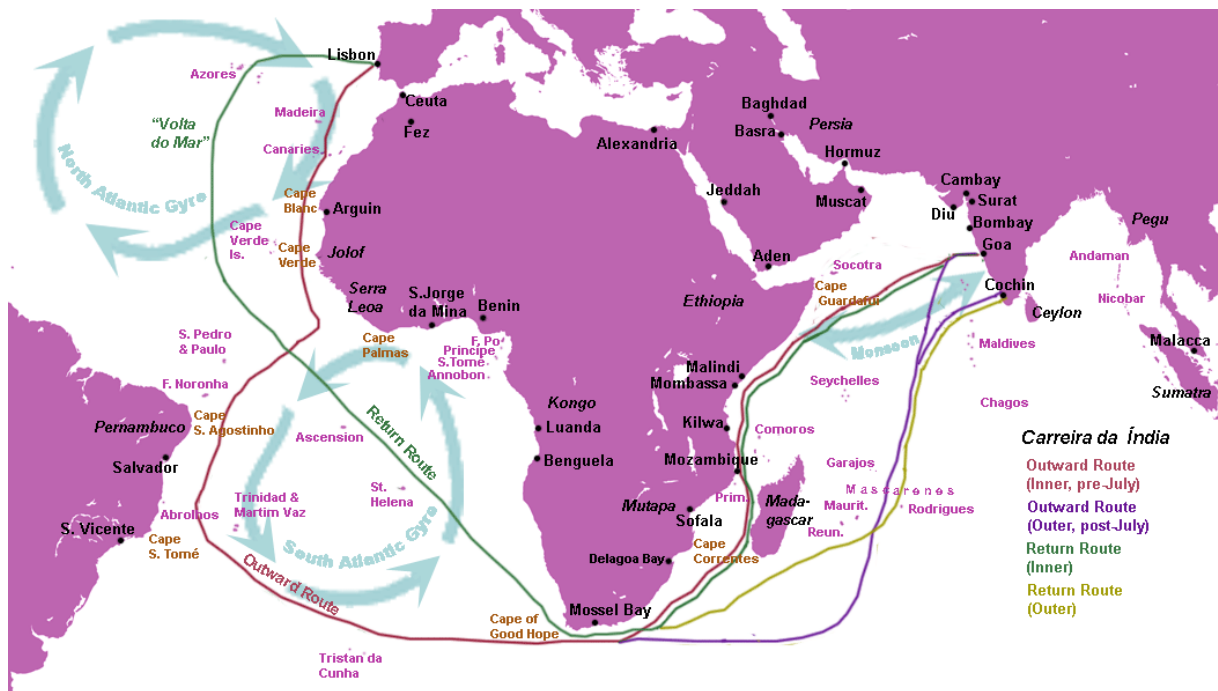 Lisbon
Azores
Ceuta
Madeira
Fez
"Volta
do Mar"
Canaries
North Atlantic Gyre
Cape
Blanc
Arguin
Cape
Verde
Is.
Cape
Verde
Jolof
Serra
Leoa
S.Jorge
da Mina
Benin
Cape
Palmas
F. Po
Principe
S.Tomé
Annobon
S. Pedro
& Paulo
F. Noronha
Cape
S. Agostinho
Pernambuco
Salvador
Ascension
Return Route
Kongo
Luanda
Benguela
St.
Helena
Trinidad &
Martim Vaz
Abrolhos
S. Vicente
Cape
S. Tomé
South Atlantic Gyre
Outward Route
Tristan da
Cunha
Cape of
Good Hope
Mossel Bay
Delagoa Bay
Cape
Correntes
Sofala
Mutapa
Prim.
Mada-
gascar
Mozambique
Comoros
Kilwa
Mombassa
Malindi
Ethiopia
Alexandria
Baghdad
Basra
Persia
Hormuz
Jeddah
Muscat
Aden
Socotra
Cape
Guardafui
Monsoon
Cambay
Surat
Diu
Bombay
Goa
Cochin
Ceylon
Pegu
Andaman
Nicobar
Malacca
Sumatra
Maldives
Seychelles
Chagos
Garajos
Mascarenes
Maurit.
Rodrigues
Reun.
Carreira da Índia
Outward Route
(Inner, pre-July)
Outward Route
(Outer, post-July)
Return Route
(Inner)
Return Route
(Outer)